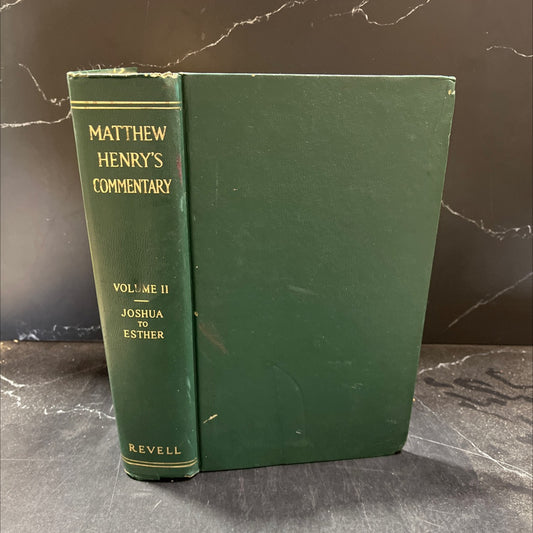 MATTHEW
HENRY'S
COMMENTARY
VOLUME II
JOSHUA
TO
ESTHER
REVELL